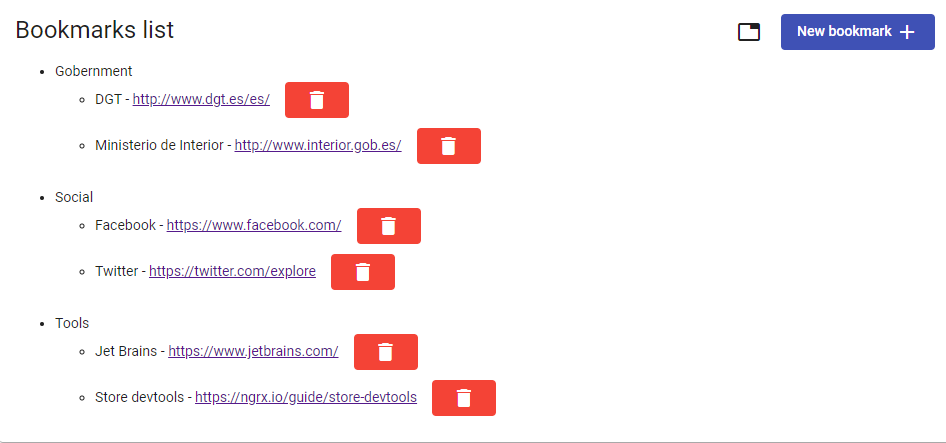 Bookmarks list
New bookmark
Gobernment
DGT - http://www.dgt.es/es/
Ministerio de Interior - http://www.interior.gob.es/
Social
Facebook - https://www.facebook.com/
Twitter - https://twitter.com/explore
Tools
Jet Brains - https://www.jetbrains.com/
Store devtools - https://ngrx.io/guide/store-devtools